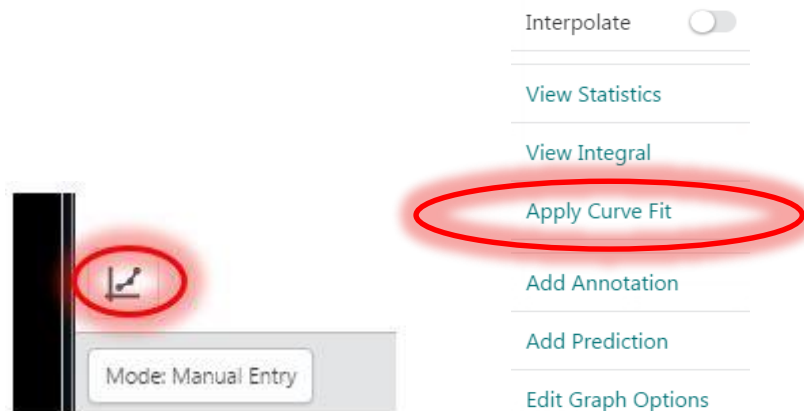 Interpolate
View Statistics
View Integral
Apply Curve Fit
Add Annotation
Add Prediction
Edit Graph Options
Mode: Manual Entry